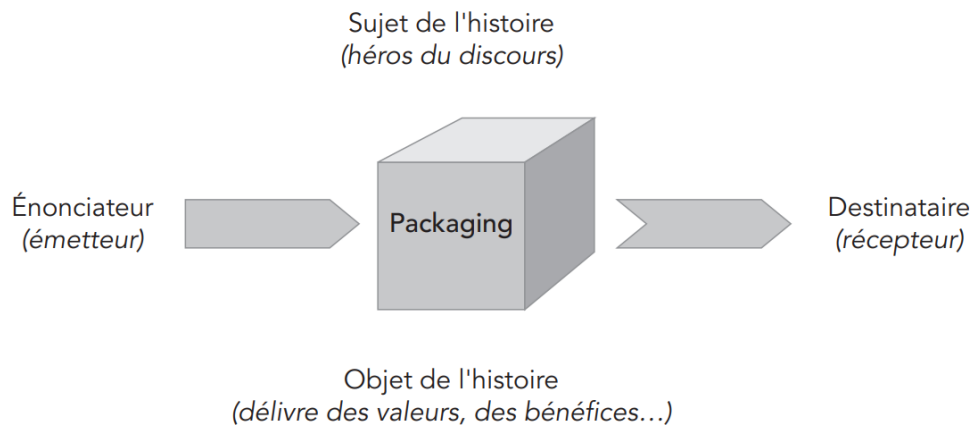 Sujet de l'histoire
(héros du discours)
Énonciateur
(émetteur)
Packaging
Destinataire
(récepteur)
Objet de l'histoire
(délivre des valeurs, des bénéfices…)